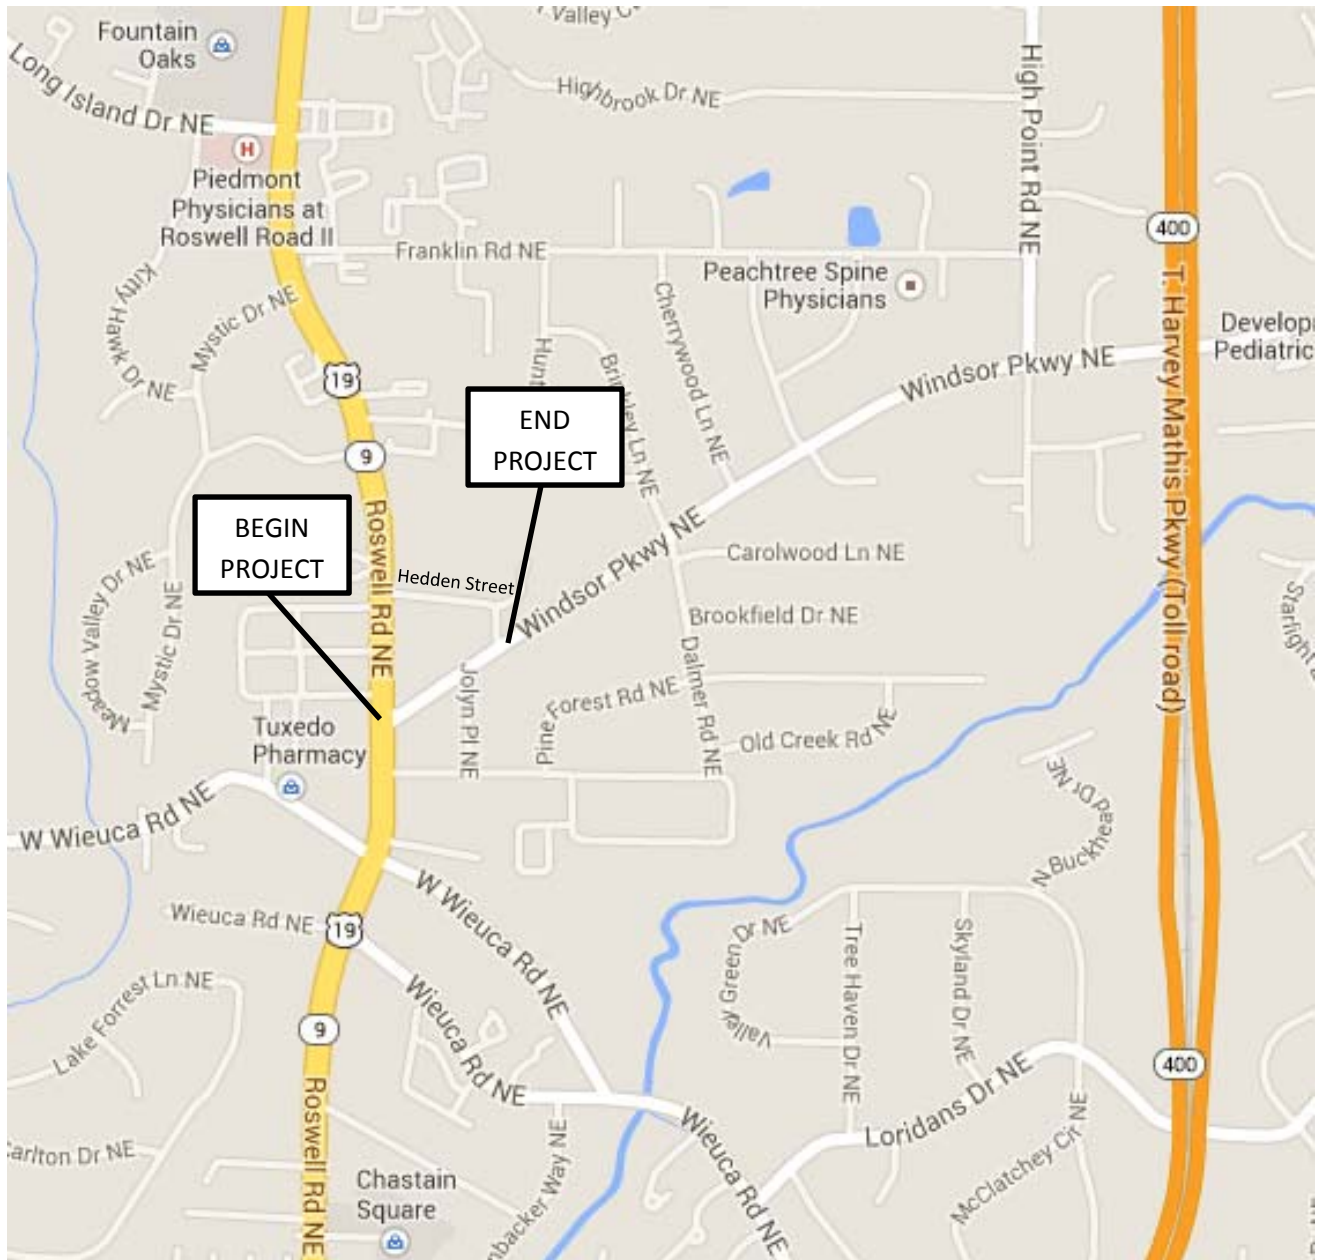 Valley C
Fountain
Oaks
Long Island Dr NE
Highbrook Dr NE
High Point Rd NE
H
Piedmont
Physicians at
Roswell Road II
Franklin Rd NE
400
Peachtree Spine
Physicians
Kitty Hawk Dr NE
Mystic Dr NE
Cherrywood Ln NE
T. Harvey Mathis Pkwy (Toll road)
Develop
Pediatric
Windsor Pkwy NE
19
Hunt
Brinkley Ln NE
END
PROJECT
9
BEGIN
PROJECT
Roswell Rd NE
Windsor Pkwy NE
Carolwood Ln NE
Hedden Street
Meadow Valley Dr NE
Mystic Dr NE
Brookfield Dr NE
Starlight
Dalmer Rd NE
Jolyn Pl NE
Pine Forest Rd NE
Old Creek Rd NE
Tuxedo
Pharmacy
W Wieuca Rd NE
N Buckhead Dr NE
W Wieuca Rd NE
Wieuca Rd NE
19
Valley Green Dr NE
Tree Haven Dr NE
Skyland Dr NE
Lake Forrest Ln NE
Wieuca Rd NE
9
400
Loridans Dr NE
Roswell Rd NE
Wieuca Rd NE
McClatchey Cir NE
Carlton Dr NE
nbacker Way NE
Chastain
Square